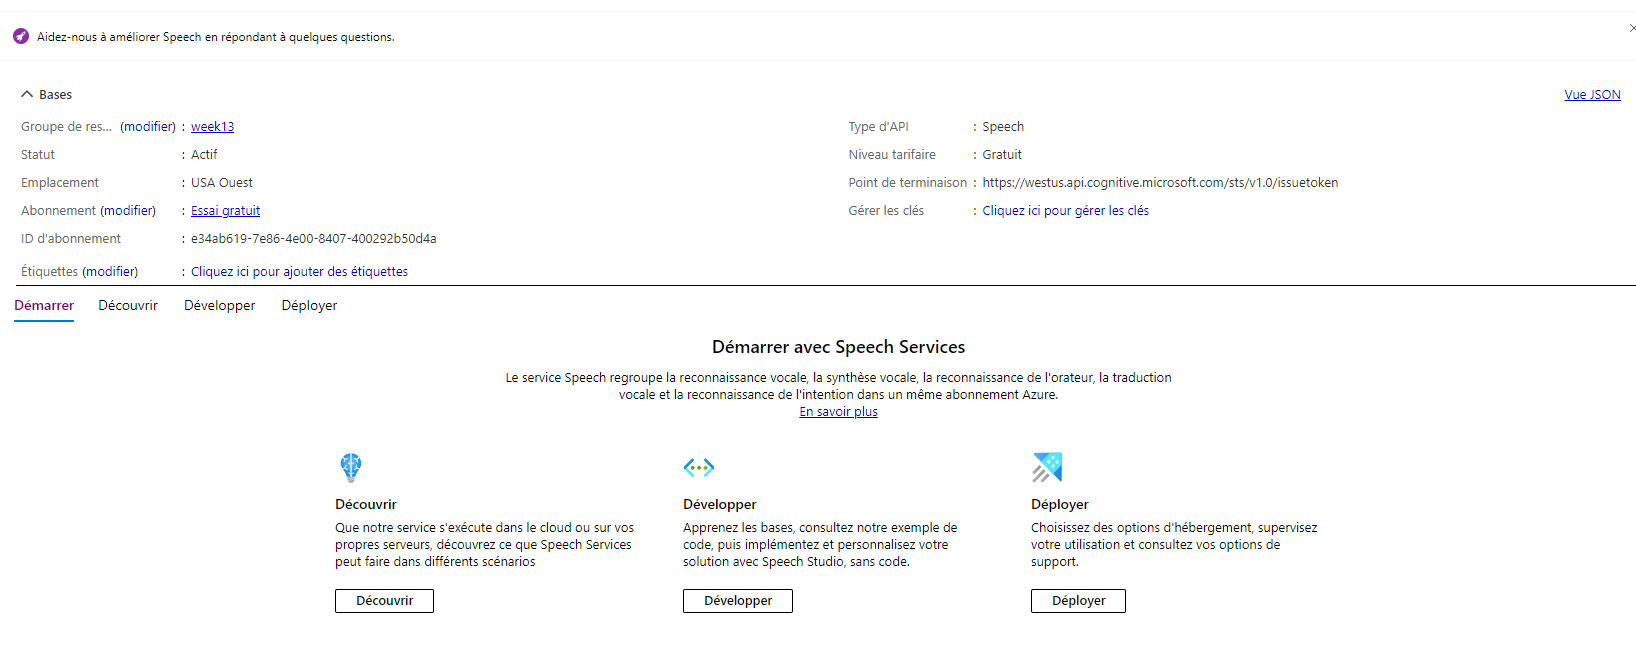 Aidez-nous à améliorer Speech en répondant à quelques questions.
Bases
Vue JSON
Groupe de res... (modifier) : week13
Type d'API : Speech
Statut : Actif
Niveau tarifaire : Gratuit
Emplacement : USA Ouest
Point de terminaison : https://westus.api.cognitive.microsoft.com/sts/v1.0/issuetoken
Abonnement (modifier) : Essai gratuit
Gérer les clés : Cliquez ici pour gérer les clés
ID d'abonnement : e34ab619-7e86-4e00-8407-400292b50d4a
Étiquettes (modifier) : Cliquez ici pour ajouter des étiquettes
Démarrer Découvrir Développer Déployer
Démarrer avec Speech Services
Le service Speech regroupe la reconnaissance vocale, la synthèse vocale, la reconnaissance de l'orateur, la traduction
vocale et la reconnaissance de l'intention dans un même abonnement Azure.
En savoir plus
Découvrir
Que notre service s'exécute dans le cloud ou sur vos
propres serveurs, découvrez ce que Speech Services
peut faire dans différents scénarios
Découvrir
Développer
Apprenez les bases, consultez notre exemple de
code, puis implémentez et personnalisez votre
solution avec Speech Studio, sans code.
Développer
Déployer
Choisissez des options d'hébergement, supervisez
votre utilisation et consultez vos options de
support.
Déployer